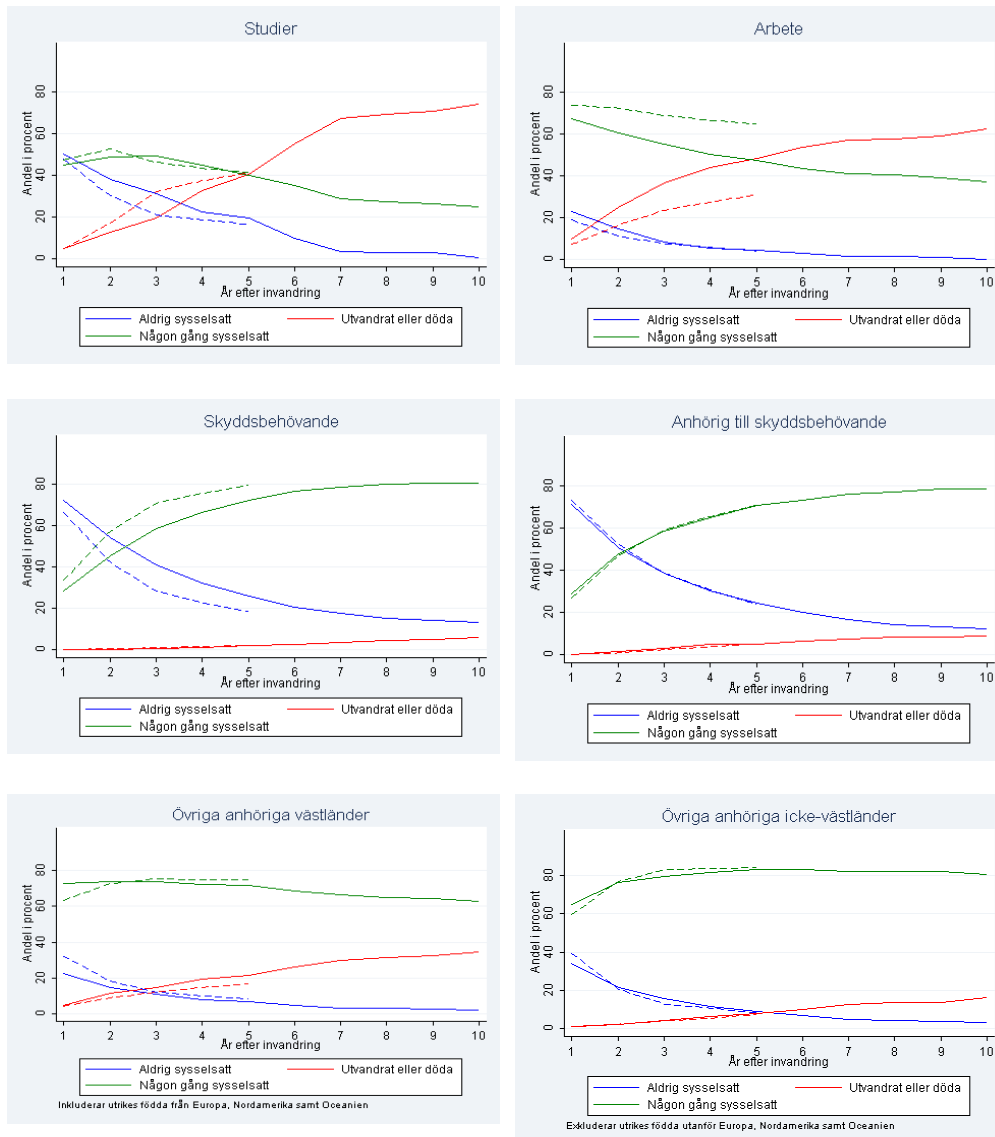 Studier
Andel i procent
0 20 40 60 80
1 2 3 4 5 6 7 8 9 10
År efter invandring
Aldrig sysselsatt
Utvandrat eller döda
Någon gång sysselsatt
Arbete
Andel i procent
0 20 40 60 80
1 2 3 4 5 6 7 8 9 10
År efter invandring
Aldrig sysselsatt
Utvandrat eller döda
Någon gång sysselsatt
Skyddsbehövande
Andel i procent
0 20 40 60 80
1 2 3 4 5 6 7 8 9 10
År efter invandring
Aldrig sysselsatt
Utvandrat eller döda
Någon gång sysselsatt
Anhörig till skyddsbehövande
Andel i procent
0 20 40 60 80
1 2 3 4 5 6 7 8 9 10
År efter invandring
Aldrig sysselsatt
Utvandrat eller döda
Någon gång sysselsatt
Övriga anhöriga västländer
Andel i procent
0 20 40 60 80
1 2 3 4 5 6 7 8 9 10
År efter invandring
Aldrig sysselsatt
Utvandrat eller döda
Någon gång sysselsatt
Inkluderar utrikes födda från Europa, Nordamerika samt Oceanien
Övriga anhöriga icke-västländer
Andel i procent
0 20 40 60 80
1 2 3 4 5 6 7 8 9 10
År efter invandring
Aldrig sysselsatt
Utvandrat eller döda
Någon gång sysselsatt
Exkluderar utrikes födda utanför Europa, Nordamerika samt Oceanien